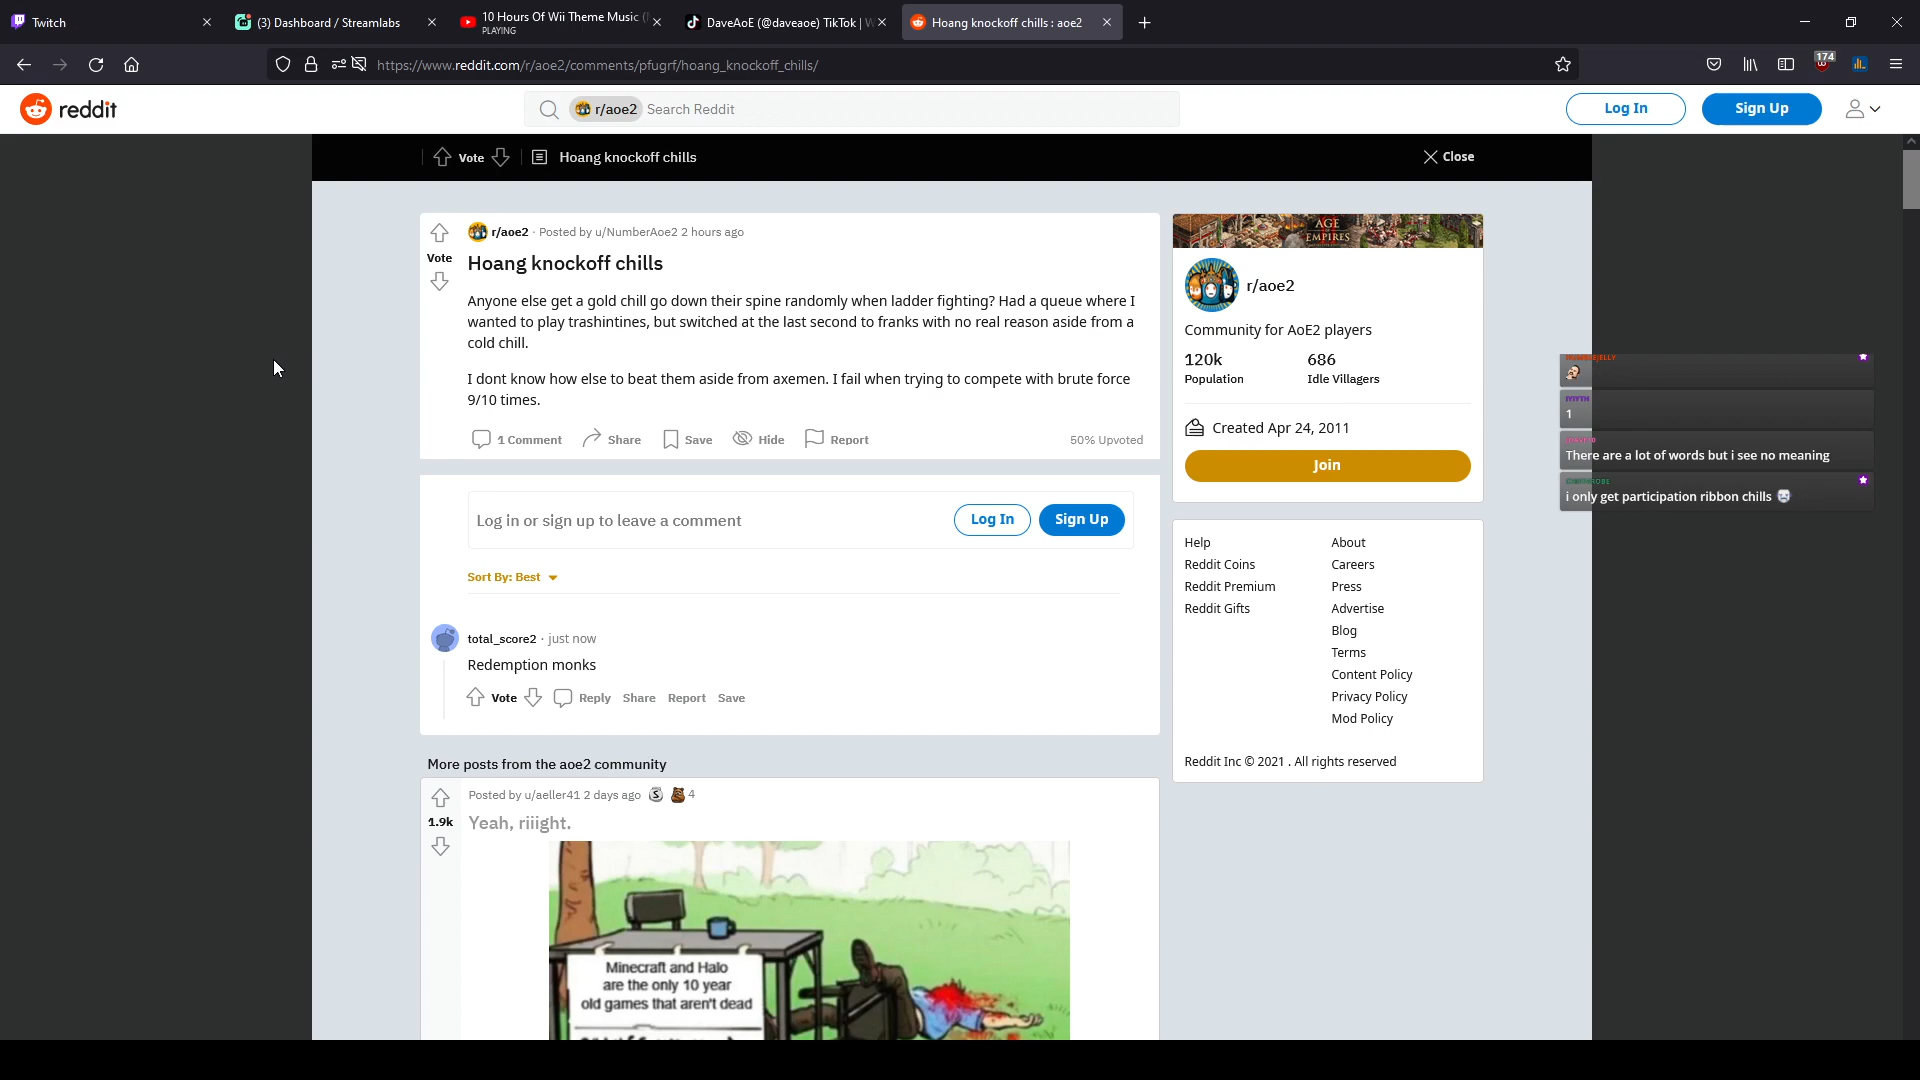 Twitch
(3) Dashboard / Streamlabs
10 Hours Of Wii Theme Music (
PLAYING
DaveAoE (@daveaoe) TikTok | W
Hoang knockoff chills : aoe2
https://www.reddit.com/r/aoe2/comments/pfugrf/hoang_knockoff_chills/
174
reddit
r/aoe2
Search Reddit
Log In
Sign Up
Vote
Hoang knockoff chills
Close
r/aoe2 · Posted by u/NumberAoe2 2 hours ago
Vote
Hoang knockoff chills
Anyone else get a gold chill go down their spine randomly when ladder fighting? Had a queue where I
wanted to play trashintines, but switched at the last second to franks with no real reason aside from a
cold chill.
I dont know how else to beat them aside from axemen. I fail when trying to compete with brute force
9/10 times.
1 Comment
Share
Save
Hide
Report
50% Upvoted
Log in or sign up to leave a comment
Log In
Sign Up
Sort By: Best
total_score2 · just now
Redemption monks
Vote
Reply
Share
Report
Save
More posts from the aoe2 community
Posted by u/aeller41 2 days ago
4
1.9k
Yeah, riiight.
Minecraft and Halo
are the only 10 year
old games that aren't dead
AGE
OF
EMPIRES
r/aoe2
Community for AoE2 players
120k
Population
686
Idle Villagers
Created Apr 24, 2011
Join
Help
Reddit Coins
Reddit Premium
Reddit Gifts
About
Careers
Press
Advertise
Blog
Terms
Content Policy
Privacy Policy
Mod Policy
Reddit Inc © 2021 . All rights reserved
1
There are a lot of words but i see no meaning
i only get participation ribbon chills